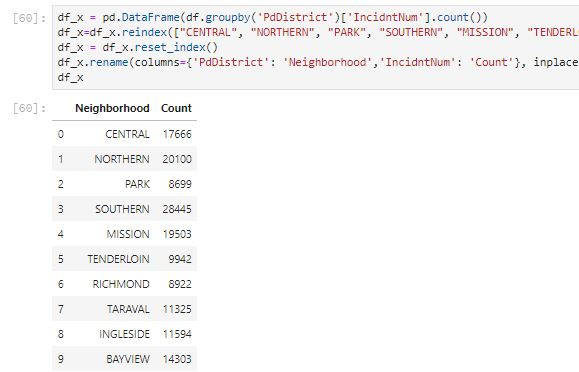 [60]:
df_x = pd.DataFrame(df.groupby('PdDistrict')['IncidntNum'].count())
df_x=df_x.reindex(["CENTRAL", "NORTHERN", "PARK", "SOUTHERN", "MISSION", "TENDERL
df_x = df_x.reset_index()
df_x.rename(columns={'PdDistrict': 'Neighborhood','IncidntNum': 'Count'}, inplace
df_x
[60]:
Neighborhood Count
0 CENTRAL 17666
1 NORTHERN 20100
2 PARK 8699
3 SOUTHERN 28445
4 MISSION 19503
5 TENDERLOIN 9942
6 RICHMOND 8922
7 TARAVAL 11325
8 INGLESIDE 11594
9 BAYVIEW 14303